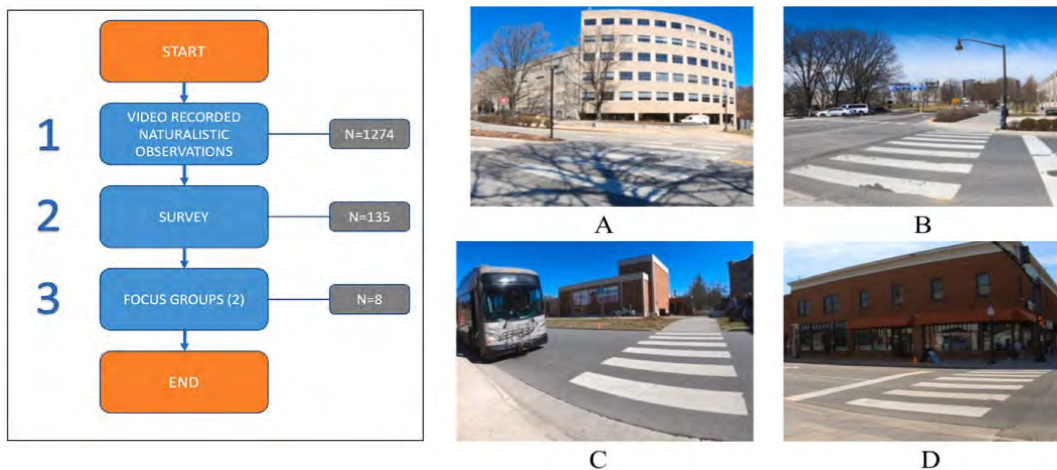 START
1
VIDEO RECORDED
NATURALISTIC
OBSERVATIONS
N=1274
2
SURVEY
N=135
3
FOCUS GROUPS (2)
N=8
END
A
B
C
D